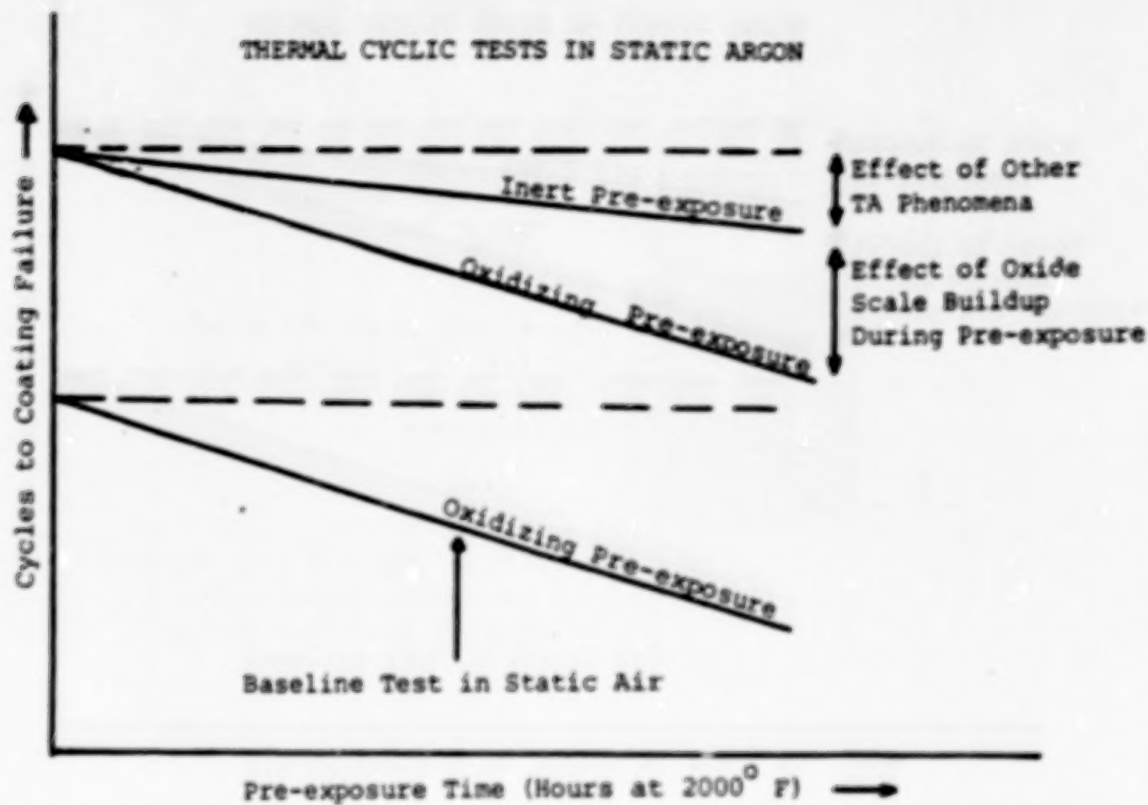 THERMAL CYCLIC TESTS IN STATIC ARGON
Cycles to Coating Failure
Inert Pre-exposure
Effect of Other
TA Phenomena
Oxidizing Pre-exposure
Effect of Oxide
Scale Buildup
During Pre-exposure
Oxidizing Pre-exposure
Baseline Test in Static Air
Pre-exposure Time (Hours at 2000° F)